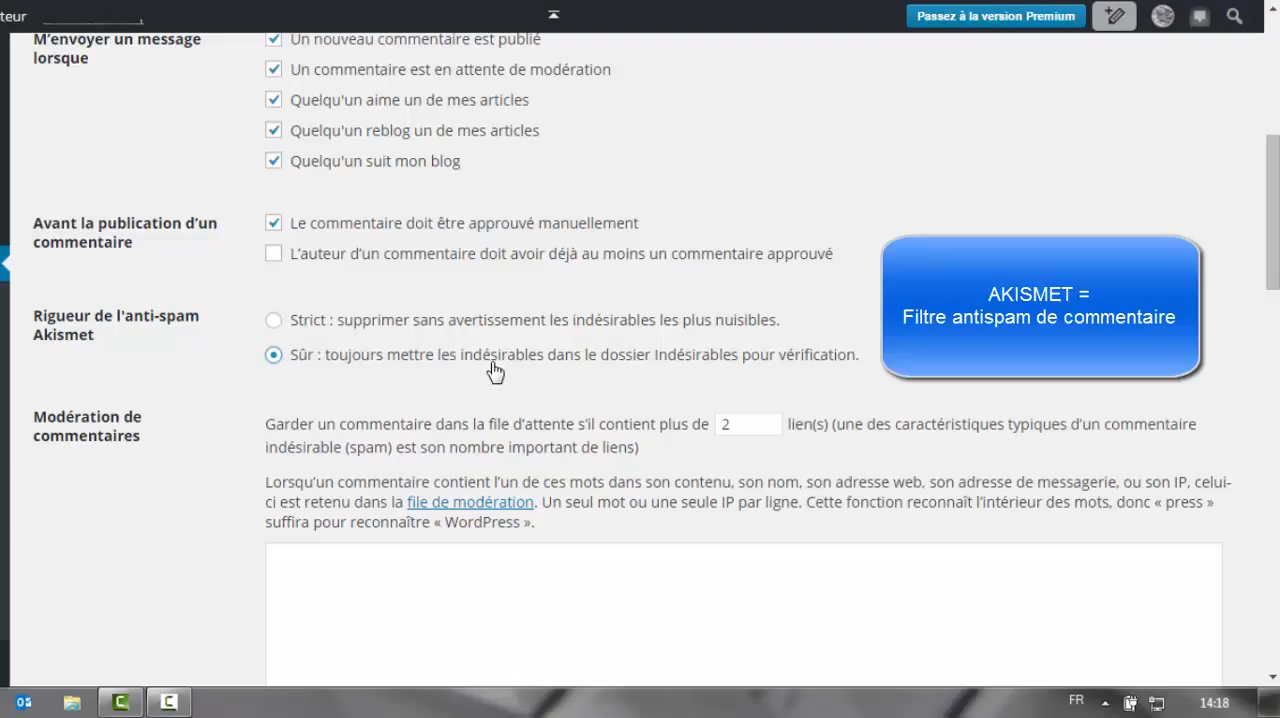 teur
Passez à la version Premium
M'envoyer un message lorsque
Un nouveau commentaire est publié
Un commentaire est en attente de modération
Quelqu'un aime un de mes articles
Quelqu'un reblog un de mes articles
Quelqu'un suit mon blog
Avant la publication d'un
commentaire
Le commentaire doit être approuvé manuellement
L'auteur d'un commentaire doit avoir déjà au moins un commentaire approuvé
Rigueur de l'anti-spam
Akismet
Strict : supprimer sans avertissement les indésirables les plus nuisibles.
Sûr : toujours mettre les indésirables dans le dossier Indésirables pour vérification.
AKISMET =
Filtre antispam de commentaire
Modération de
commentaires
Garder un commentaire dans la file d'attente s'il contient plus de 2 lien(s) (une des caractéristiques typiques d'un commentaire
indésirable (spam) est son nombre important de liens)
Lorsqu'un commentaire contient l'un de ces mots dans son contenu, son nom, son adresse web, son adresse de messagerie, ou son IP, celui-
ci est retenu dans la file de modération. Un seul mot ou une seule IP par ligne. Cette fonction reconnaît l'intérieur des mots, donc « press »
suffira pour reconnaître « WordPress ».
FR
14:18